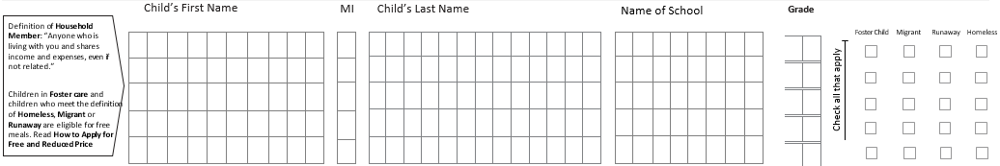 Child's First Name
MI
Child's Last Name
Name of School
Grade
Definition of Household
Member: "Anyone who is
living with you and shares
income and expenses, even if
not related."
Children in Foster care and
children who meet the definition
of Homeless, Migrant or
Runaway are eligible for free
meals. Read How to Apply for
Free and Reduced Price
Check all that apply
Foster Child
Migrant
Runaway
Homeless